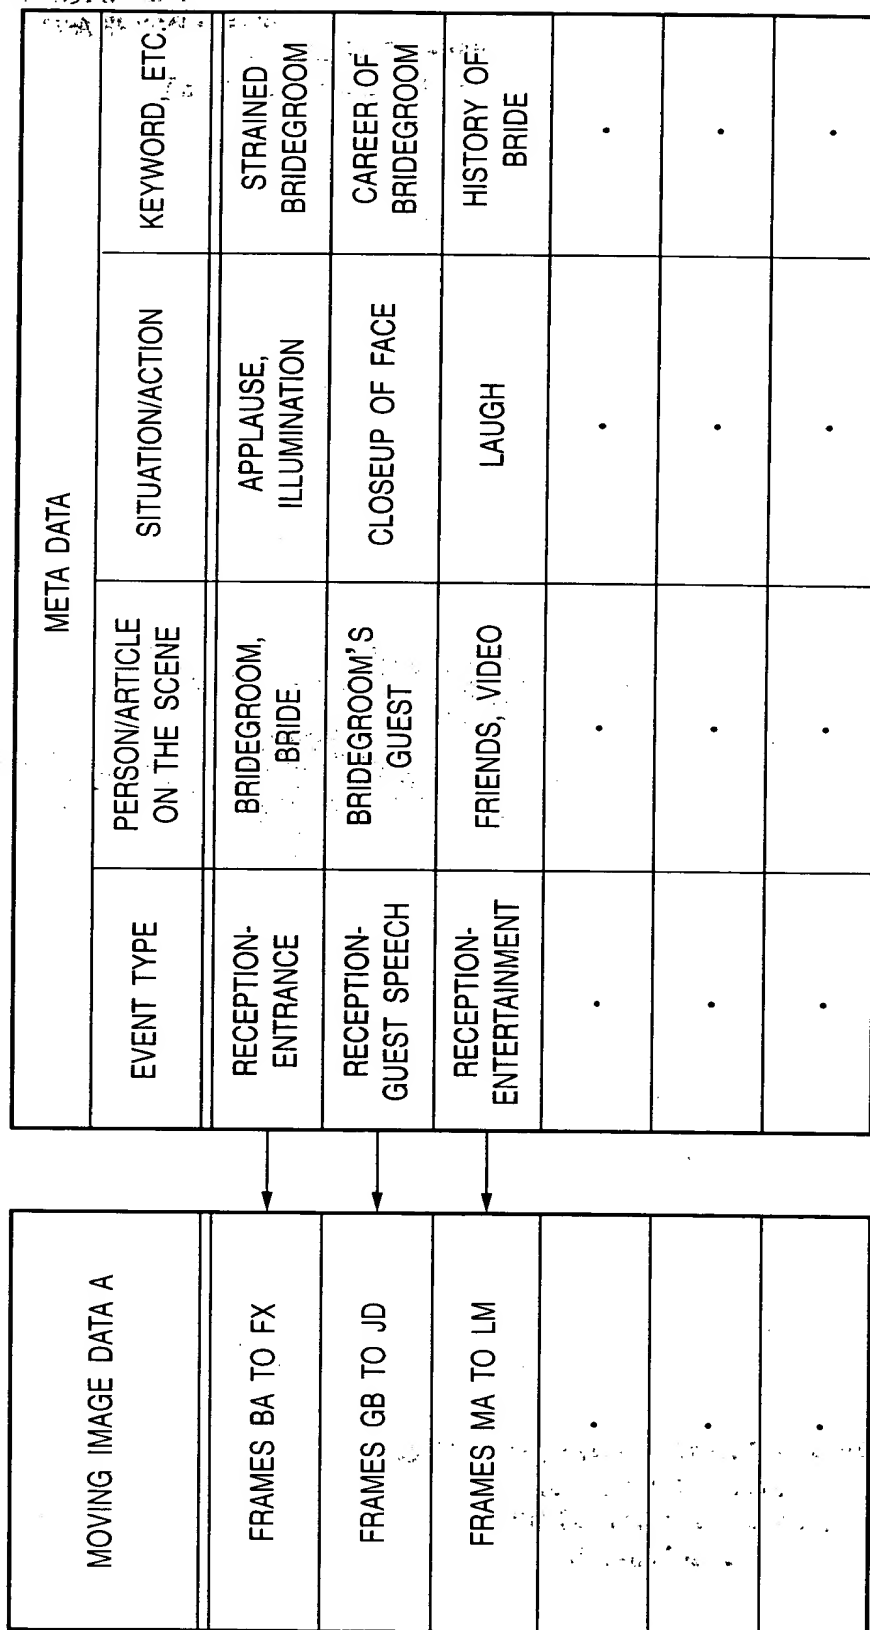 MOVING IMAGE DATA A
META DATA
EVENT TYPE
PERSON/ARTICLE
ON THE SCENE
SITUATION/ACTION
KEYWORD, ETC.
FRAMES BA TO FX
RECEPTION-
ENTRANCE
BRIDEGROOM,
BRIDE
APPLAUSE,
ILLUMINATION
STRAINED
BRIDEGROOM
FRAMES GB TO JD
RECEPTION-
GUEST SPEECH
BRIDEGROOM'S
GUEST
CLOSEUP OF FACE
CAREER OF
BRIDEGROOM
FRAMES MA TO LM
RECEPTION-
ENTERTAINMENT
FRIENDS, VIDEO
LAUGH
HISTORY OF
BRIDE